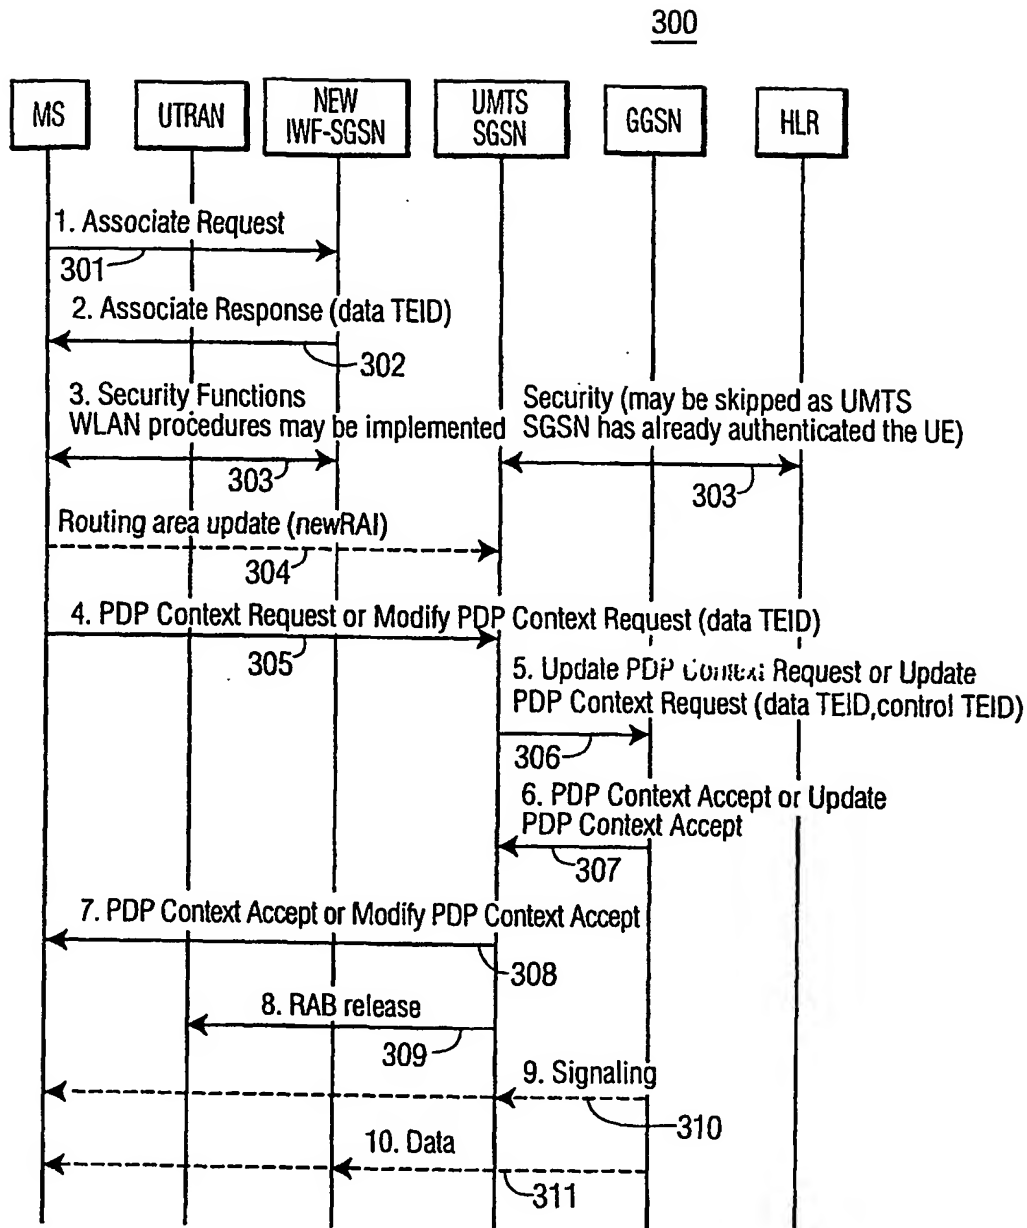 300
MS
UTRAN
NEW
IWF-SGSN
UMTS
SGSN
GGSN
HLR
1. Associate Request
301
2. Associate Response (data TEID)
302
3. Security Functions
WLAN procedures may be implemented
303
Security (may be skipped as UMTS
SGSN has already authenticated the UE)
303
Routing area update (newRAI)
304
4. PDP Context Request or Modify PDP Context Request (data TEID)
305
5. Update PDP Context Request or Update
PDP Context Request (data TEID,control TEID)
306
6. PDP Context Accept or Update
PDP Context Accept
307
7. PDP Context Accept or Modify PDP Context Accept
308
8. RAB release
309
9. Signaling
310
10. Data
311